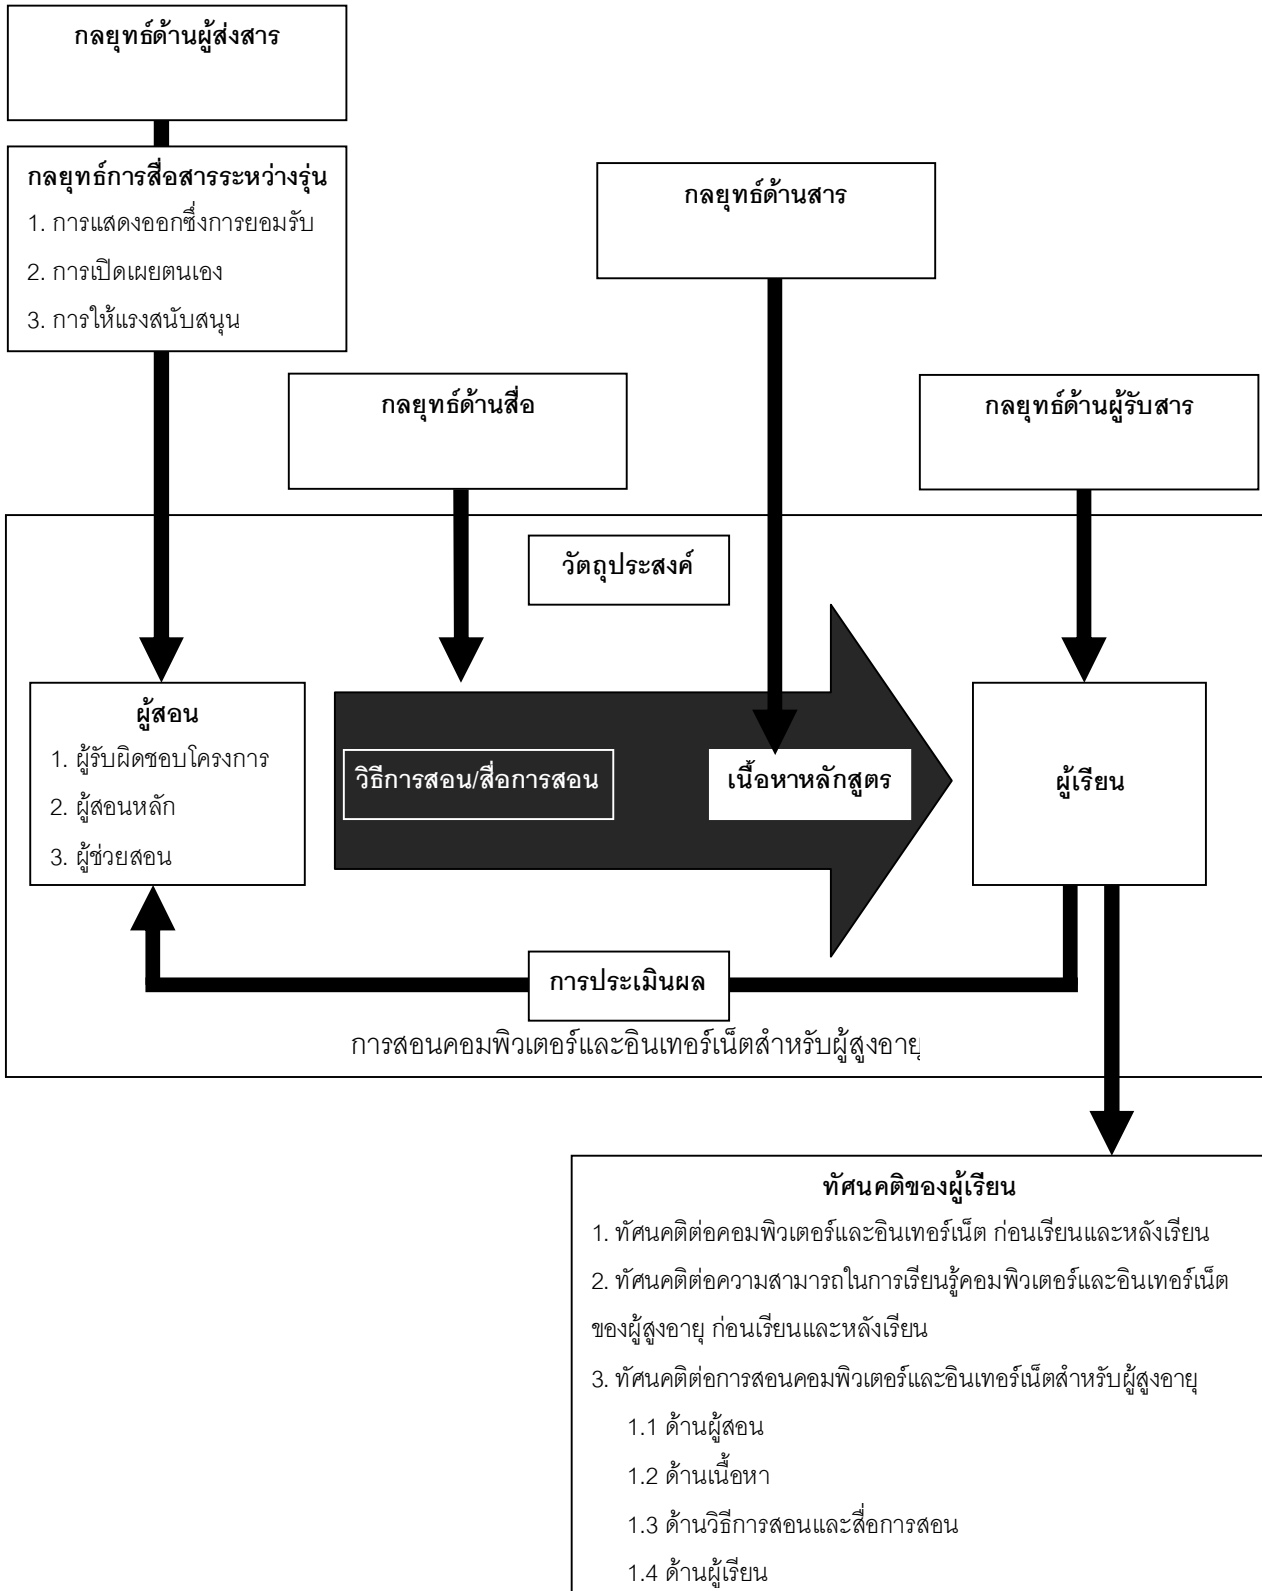 กลยุทธ์ด้านผู้ส่งสาร
กลยุทธ์การสื่อสารระหว่างรุ่น
1. การแสดงออกซึ่งการยอมรับ
2. การเปิดเผยตนเอง
3. การให้แรงสนับสนุน
กลยุทธ์ด้านสาร
กลยุทธ์ด้านสื่อ
กลยุทธ์ด้านผู้รับสาร
วัตถุประสงค์
ผู้สอน
1. ผู้รับผิดชอบโครงการ
2. ผู้สอนหลัก
3. ผู้ช่วยสอน
วิธีการสอน/สื่อการสอน
เนื้อหาหลักสูตร
ผู้เรียน
การประเมินผล
การสอนคอมพิวเตอร์และอินเทอร์เน็ตสำหรับผู้สูงอายุ
ทัศนคติของผู้เรียน
1. ทัศนคติต่อคอมพิวเตอร์และอินเทอร์เน็ต ก่อนเรียนและหลังเรียน
2. ทัศนคติต่อความสามารถในการเรียนรู้คอมพิวเตอร์และอินเทอร์เน็ต
ของผู้สูงอายุ ก่อนเรียนและหลังเรียน
3. ทัศนคติต่อการสอนคอมพิวเตอร์และอินเทอร์เน็ตสำหรับผู้สูงอายุ
1.1 ด้านผู้สอน
1.2 ด้านเนื้อหา
1.3 ด้านวิธีการสอนและสื่อการสอน
1.4 ด้านผู้เรียน